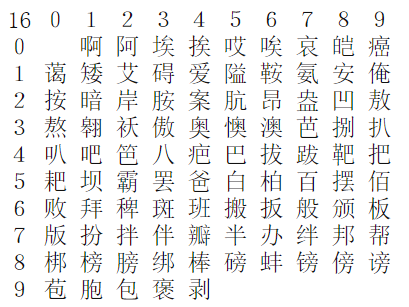 16 0 1 2 3 4 5 6 7 8 9
0 啊 阿 埃 挨 哎 唉 哀 皑 癌
1 蔼 矮 艾 碍 爱 隘 鞍 氨 安 俺
2 按 暗 岸 胺 案 肮 昂 盎 凹 敖
3 熬 翱 袄 傲 奥 懊 澳 芭 捌 扒
4 叭 吧 笆 八 疤 巴 拔 跋 靶 把
5 耙 坝 霸 罢 爸 白 柏 百 摆 佰
6 败 拜 稗 斑 班 搬 扳 般 颁 板
7 版 扮 拌 伴 瓣 半 办 绊 邦 帮
8 梆 榜 膀 绑 棒 磅 蚌 镑 傍 谤
9 苞 胞 包 褒 剥